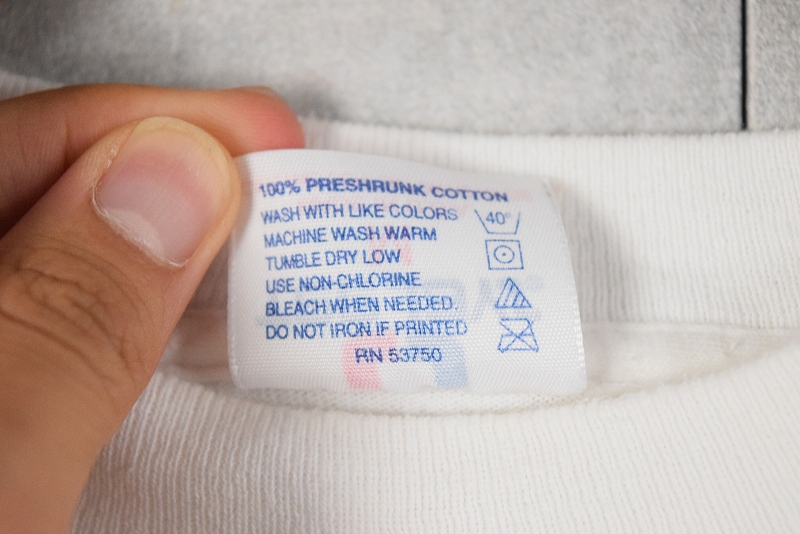 100% PRESHRUNK COTTON
WASH WITH LIKE COLORS
MACHINE WASH WARM
TUMBLE DRY LOW
USE NON-CHLORINE
BLEACH WHEN NEEDED.
DO NOT IRON IF PRINTED
RN 53750
40°